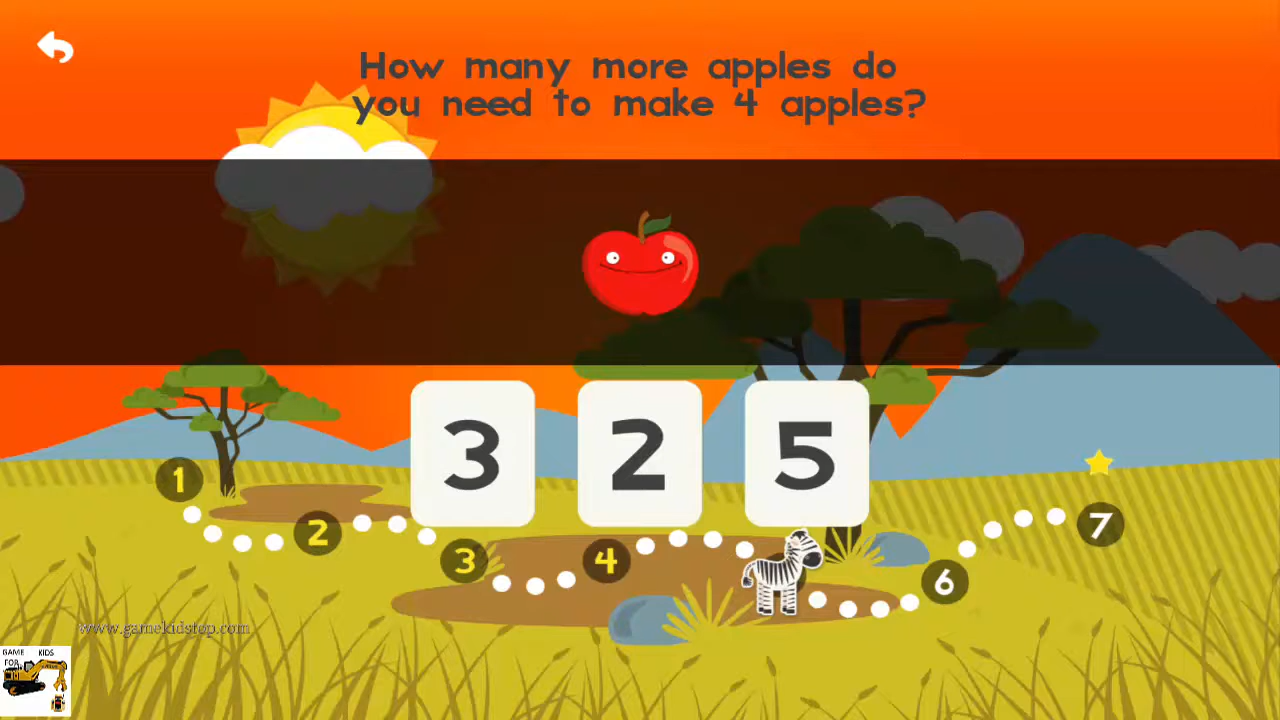 How many more apples do
you need to make 4 apples?
3 2 5
1
2
3
4
6
7
www.gamekidstop.com
GAME KIDS
FOR